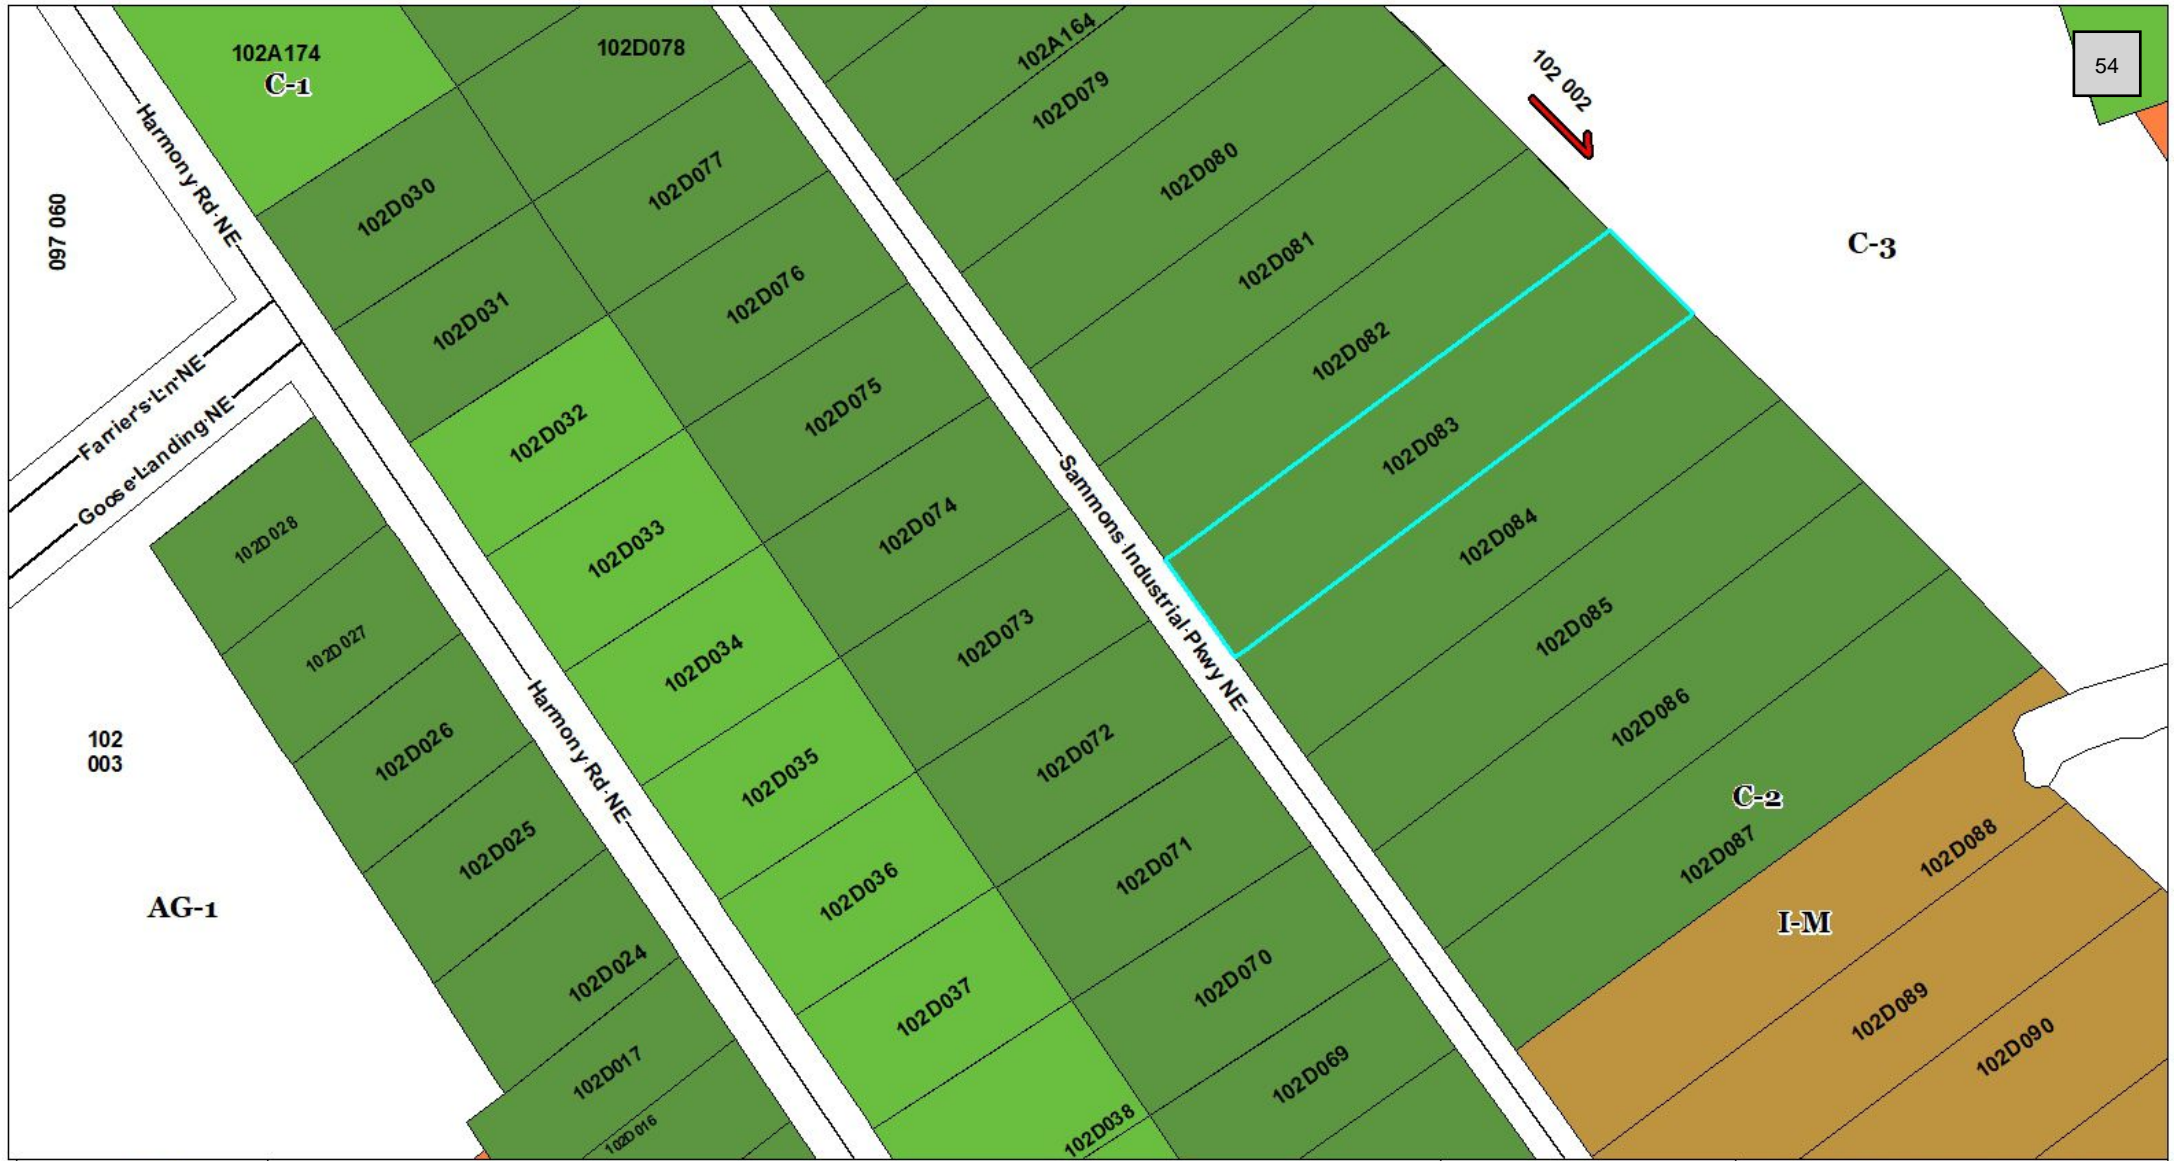 102A174
C-1
102D078
102A164
102D079
102 002
54
Harmony Rd NE
097 060
102D030
102D077
102D080
C-3
102D031
102D076
102D081
Farrier's Ln NE
Goose Landing NE
102D032
102D075
102D082
102D028
102D033
102D074
Sammons Industrial Pkwy NE
102D083
102D027
102D034
102D073
102D084
102
003
102D026
Harmony Rd NE
102D035
102D072
102D085
102D025
102D036
102D071
102D086
C-2
102D087
102D088
AG-1
I-M
102D024
102D037
102D070
102D089
102D017
102D069
102D090
102D016
102D038